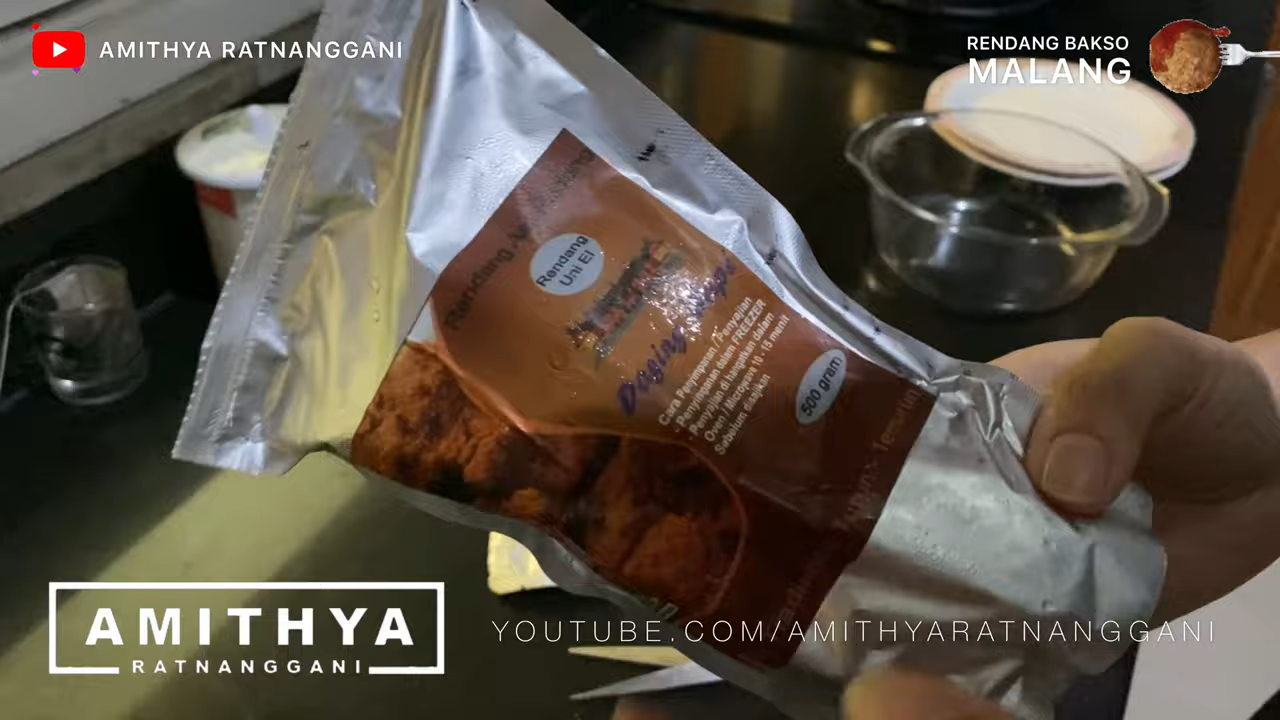 AMITHYA RATNANGGANI
RENDANG BAKSO
MALANG
Rendang
Uni El
Daging Sapi
Cara Penyimpanan / Penyajian
- Penyimpanan dalam FREEZER
- Penyajian di hangatkan dalam
Oven / Micropave 10 - 15 menit
Sebelum disajikan
500 gram
AMITHYA
RATNANGGANI
YOUTUBE.COM/AMITHYARATNANGGANI